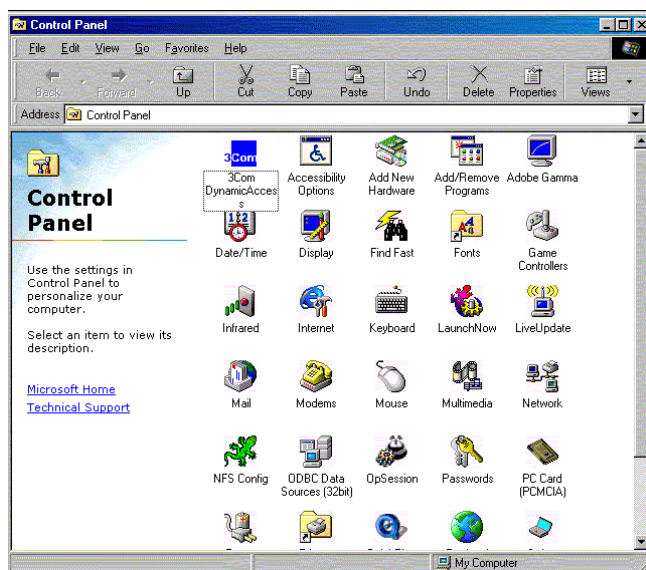 Control Panel
File Edit View Go Favorites Help
Back Forward Up Cut Copy Paste Undo Delete Properties Views
Address Control Panel
Control
Panel
Use the settings in
Control Panel to
personalize your
computer.
Select an item to view its
description.
Microsoft Home
Technical Support
3Com
3Com
DynamicAcces
s
Accessibility
Options
Add New
Hardware
Add/Remove
Programs
Adobe Gamma
Date/Time
Display
Find Fast
Fonts
Game
Controllers
Infrared
Internet
Keyboard
LaunchNow
LiveUpdate
Mail
Modems
Mouse
Multimedia
Network
NFS Config
ODBC Data
Sources (32bit)
OpSession
Passwords
PC Card
(PCMCIA)
My Computer